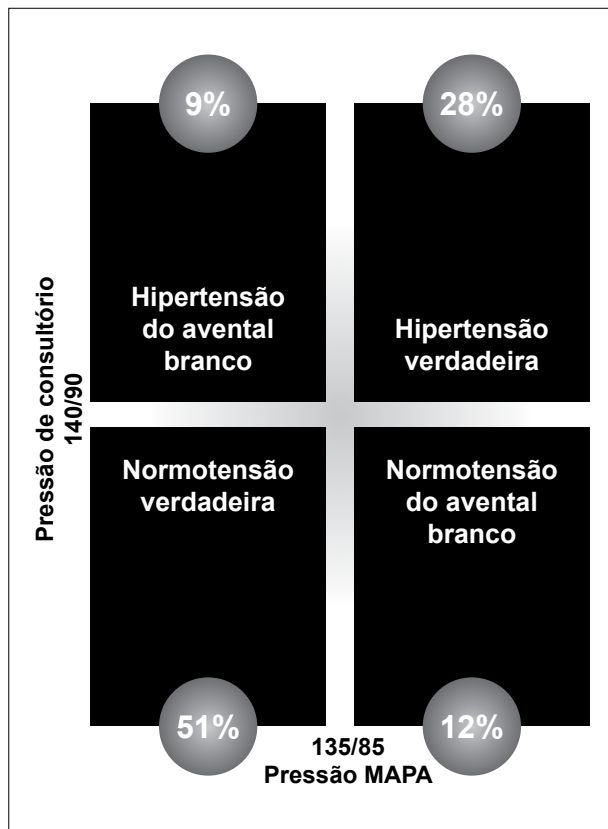 9%
28%
Hipertensão
do avental
branco
Hipertensão
verdadeira
Pressão de consultório
140/90
Normotensão
verdadeira
Normotensão
do avental
branco
51%
12%
135/85
Pressão MAPA